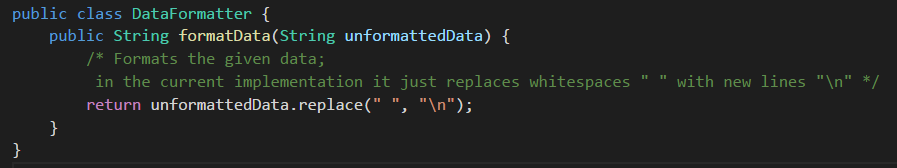 public class DataFormatter {
    public String formatData(String unformattedData) {
        /* Formats the given data;
         in the current implementation it just replaces whitespaces " " with new lines "\n" */
        return unformattedData.replace(" ", "\n");
    }
}